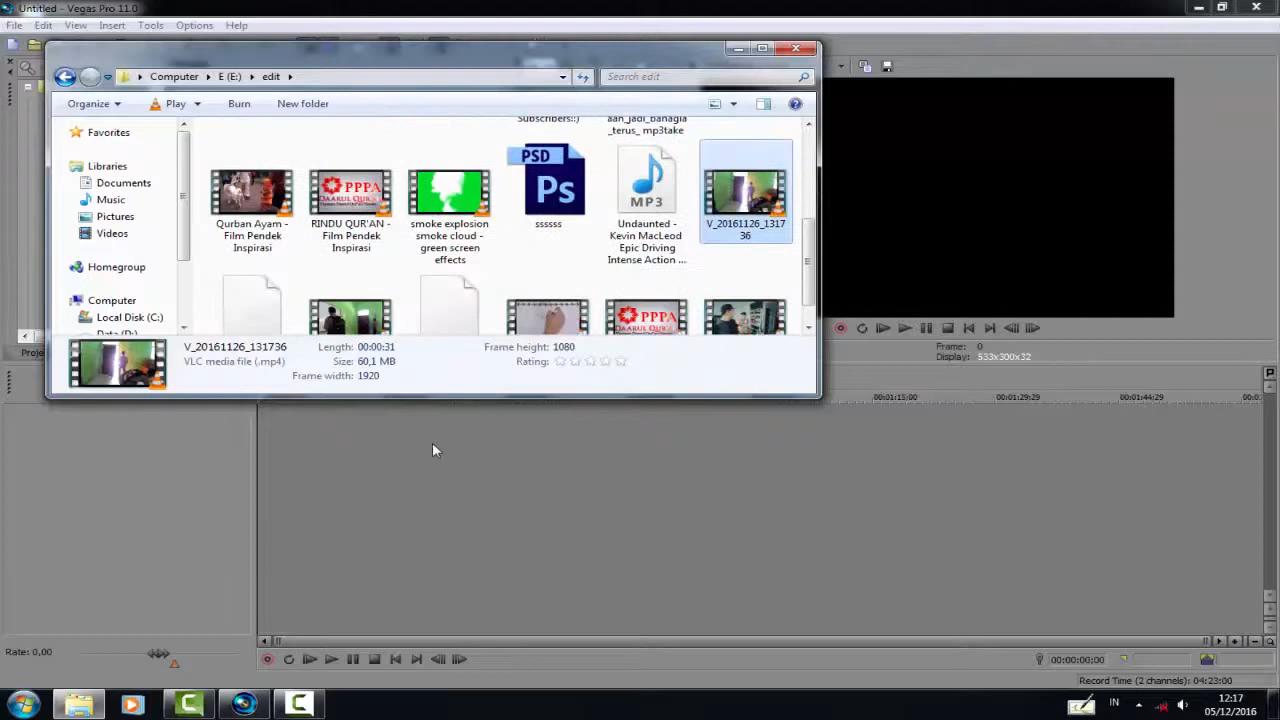 Untitled - Vegas Pro 11.0
File Edit View Insert Tools Options Help
Computer E (E:) edit
Search edit
Organize Play Burn New folder
Favorites
Libraries
Documents
Music
Pictures
Videos
Homegroup
Computer
Local Disk (C:)
Data (D:)
Subscribers::)
aan_jadi_bahagia
_terus_ mp3take
PPPA
PSD
Ps
MP3
Qurban Ayam -
Film Pendek
Inspirasi
RINDU QUR'AN -
Film Pendek
Inspirasi
smoke explosion
smoke cloud -
green screen
effects
ssssss
Undaunted -
Kevin MacLeod
Epic Driving
Intense Action ...
V_20161126_1317
36
PPPA
V_20161126_131736
VLC media file (.mp4)
Length: 00:00:31
Size: 60,1 MB
Frame width: 1920
Frame height: 1080
Rating:
Proje
Frame: 0
Display: 533x300x32
00:01:15:00 00:01:29:29 00:01:44:29
Rate: 0,00
00:00:00;00
Record Time (2 channels): 04:23:00
IN
12:17
05/12/2016